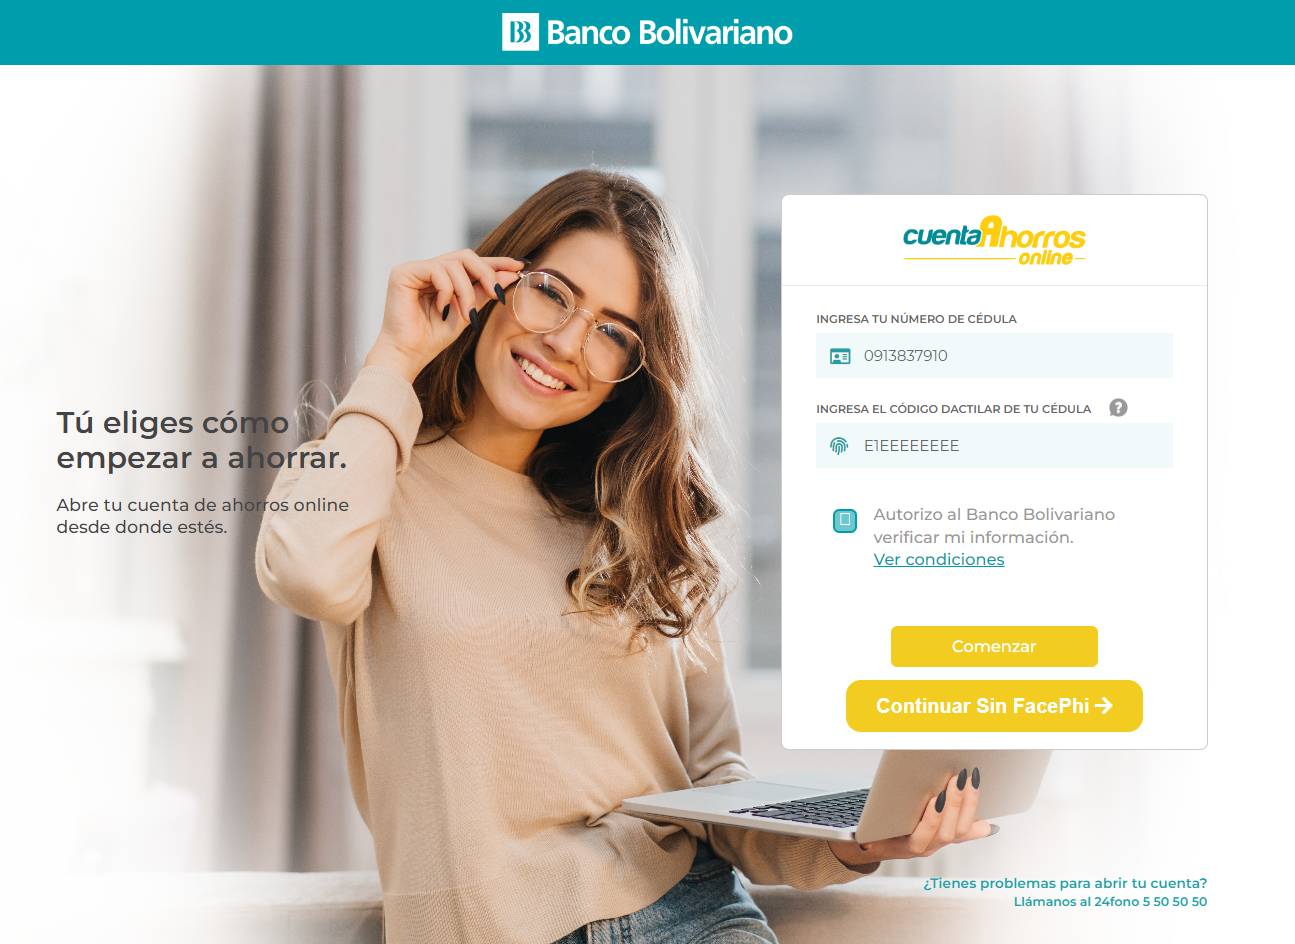 BB Banco Bolivariano
Tú eliges cómo
empezar a ahorrar.
Abre tu cuenta de ahorros online
desde donde estés.
cuentaAhorros
online
INGRESA TU NÚMERO DE CÉDULA
0913837910
INGRESA EL CÓDIGO DACTILAR DE TU CÉDULA ?
E1EEEEEEEE
Autorizo al Banco Bolivariano
verificar mi información.
Ver condiciones
Comenzar
Continuar Sin FacePhi →
¿Tienes problemas para abrir tu cuenta?
Llámanos al 24fono 5 50 50 50